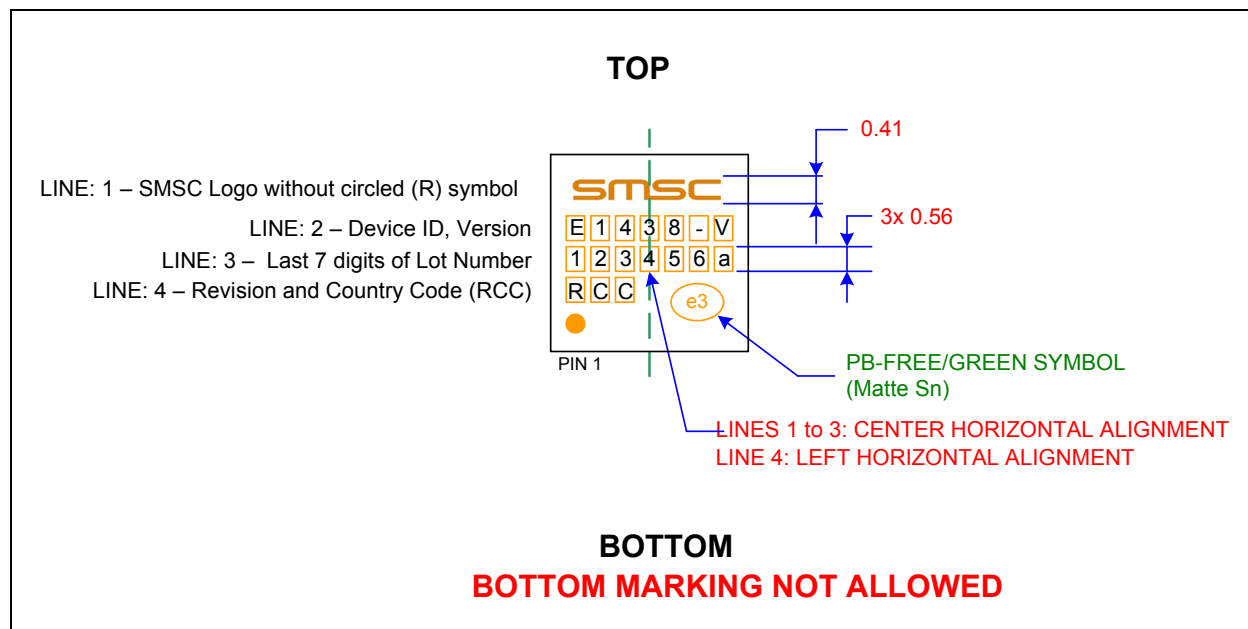 TOP
0.41
LINE: 1 – SMSC Logo without circled (R) symbol
smsc
3x 0.56
LINE: 2 – Device ID, Version
E1438-V
LINE: 3 – Last 7 digits of Lot Number
123456a
LINE: 4 – Revision and Country Code (RCC)
RCC
e3
PIN 1
PB-FREE/GREEN SYMBOL
(Matte Sn)
LINES 1 to 3: CENTER HORIZONTAL ALIGNMENT
LINE 4: LEFT HORIZONTAL ALIGNMENT
BOTTOM
BOTTOM MARKING NOT ALLOWED